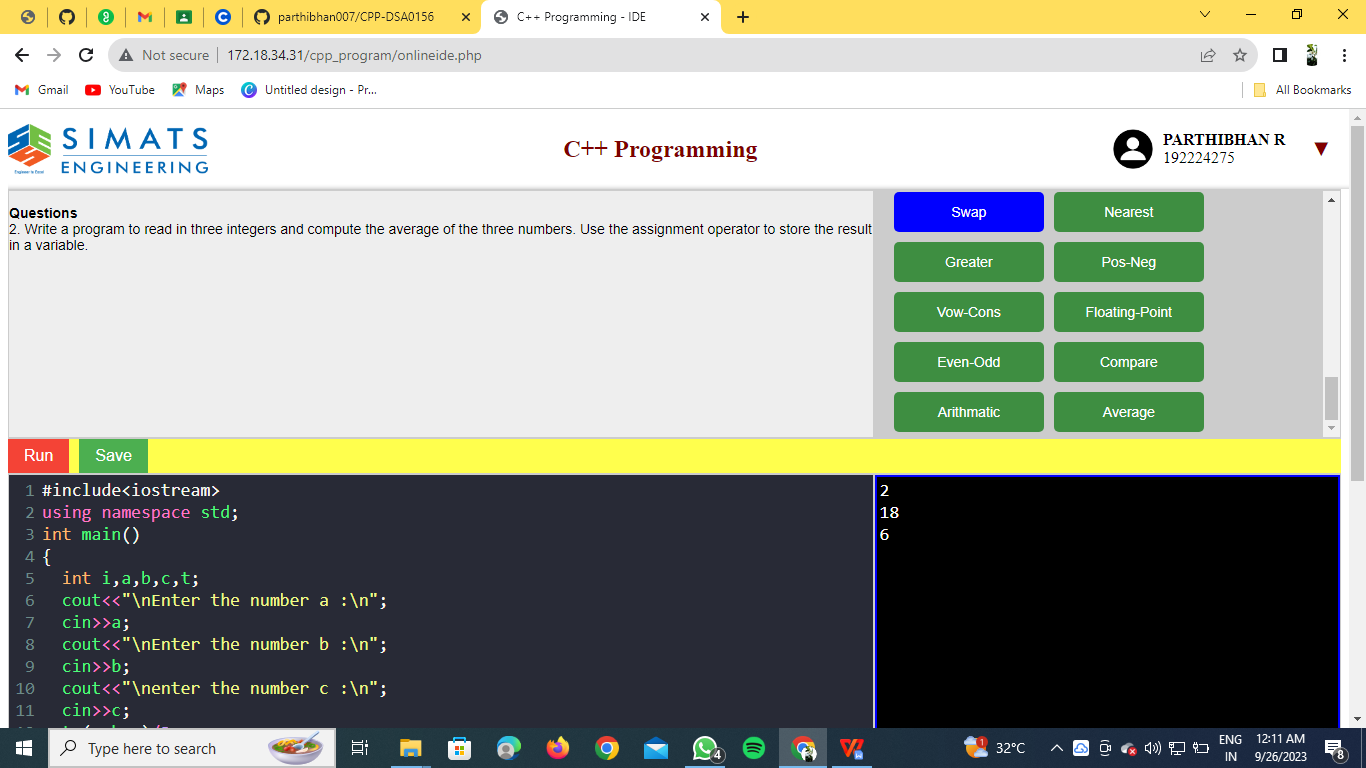 parthibhan007/CPP-DSA0156
C++ Programming - IDE
Not secure
172.18.34.31/cpp_program/onlineide.php
Gmail
YouTube
Maps
Untitled design - Pr...
All Bookmarks
SIMATS
ENGINEERING
C++ Programming
PARTHIBHAN R
192224275
Questions
2. Write a program to read in three integers and compute the average of the three numbers. Use the assignment operator to store the result
in a variable.
Swap
Nearest
Greater
Pos-Neg
Vow-Cons
Floating-Point
Even-Odd
Compare
Arithmatic
Average
Run
Save
1 #include<iostream>
2 using namespace std;
3 int main()
4 {
5 int i,a,b,c,t;
6 cout<<"\nEnter the number a :\n";
7 cin>>a;
8 cout<<"\nEnter the number b :\n";
9 cin>>b;
10 cout<<"\nenter the number c :\n";
11 cin>>c;
2
18
6
Type here to search
4
1
32°C
ENG
IN
12:11 AM
9/26/2023
8